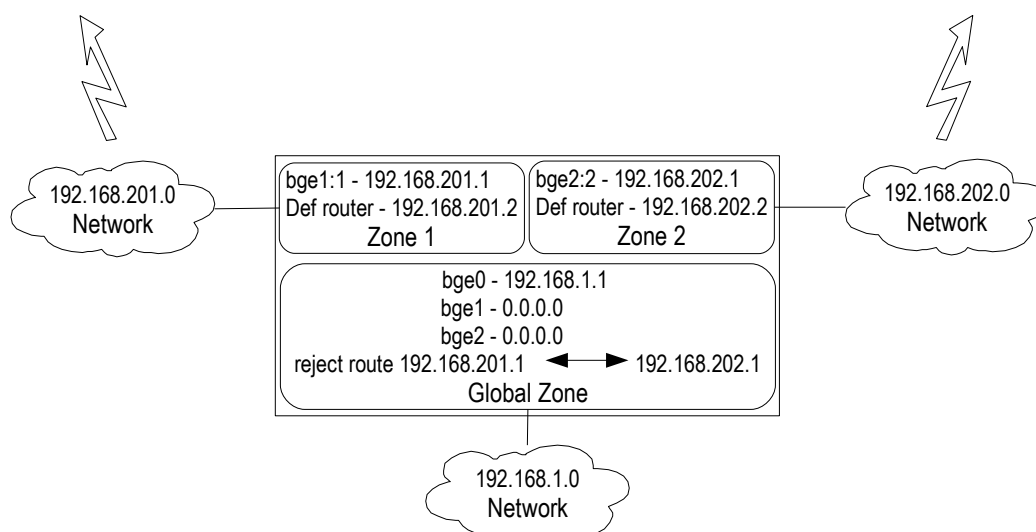 192.168.201.0
Network
bge1:1 - 192.168.201.1
Def router - 192.168.201.2
Zone 1
bge2:2 - 192.168.202.1
Def router - 192.168.202.2
Zone 2
192.168.202.0
Network
bge0 - 192.168.1.1
bge1 - 0.0.0.0
bge2 - 0.0.0.0
reject route 192.168.201.1 192.168.202.1
Global Zone
192.168.1.0
Network